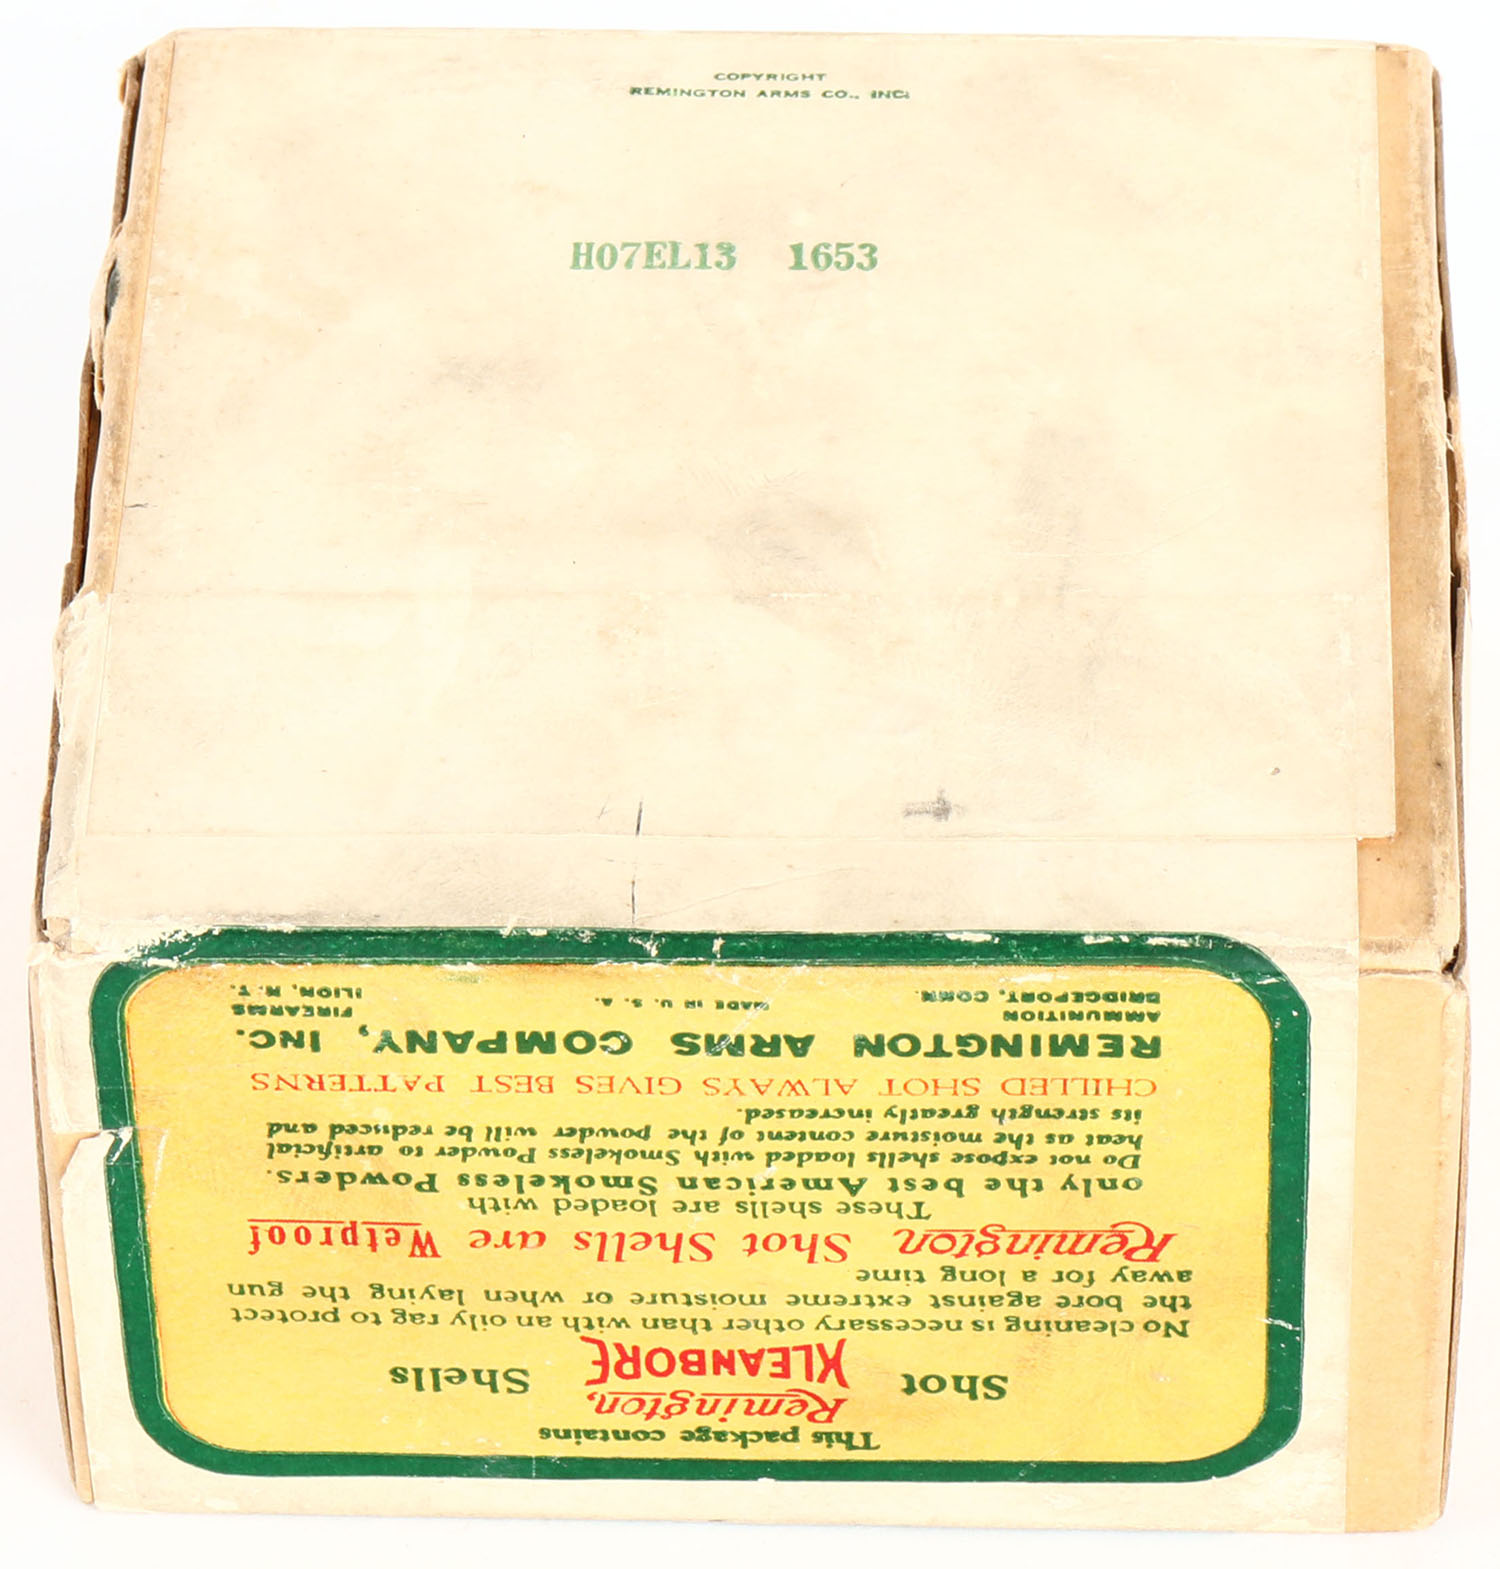 COPYRIGHT
REMINGTON ARMS CO., INC.
H07EL13 1653
This package contains
Remington,
Shot KLEANBORE Shells
No cleaning is necessary other than with an oily rag to protect
the bore against extreme moisture or when laying the gun
away for a long time
Remington, Shot Shells are Wetproof
These shells are loaded with
only the best American Smokeless Powders.
Do not expose shells loaded with Smokeless Powder to artificial
heat as the moisture content of the powder will be reduced and
its strength greatly increased.
CHILLED SHOT ALWAYS GIVES BEST PATTERNS
REMINGTON ARMS COMPANY, INC.
AMMUNITION FIREARMS
BRIDGEPORT, CONN. MADE IN U. S. A. ILION, N. Y.